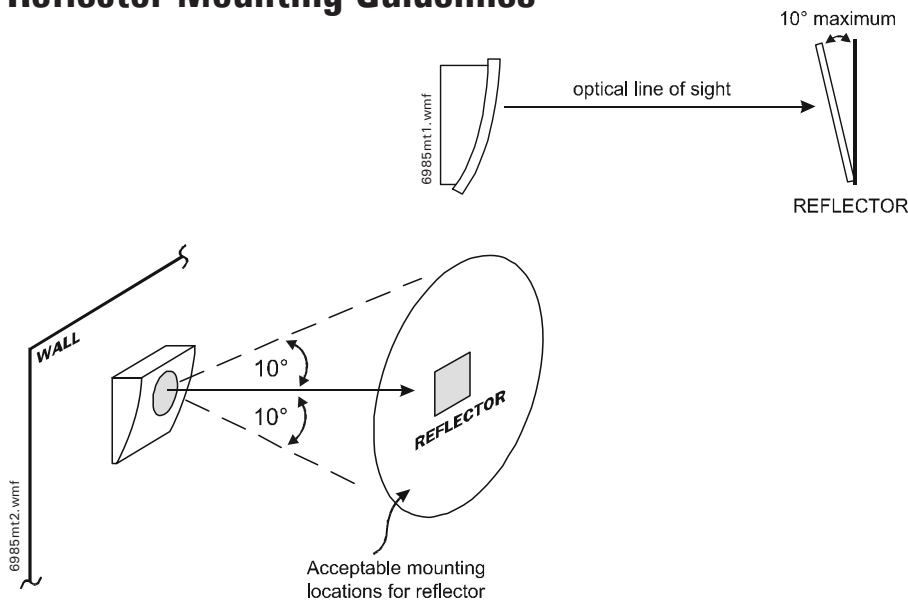 Reflector Mounting Guidelines
10° maximum
6985mt1.wmf
optical line of sight
REFLECTOR
WALL
10°
10°
REFLECTOR
6985mt2.wmf
Acceptable mounting
locations for reflector